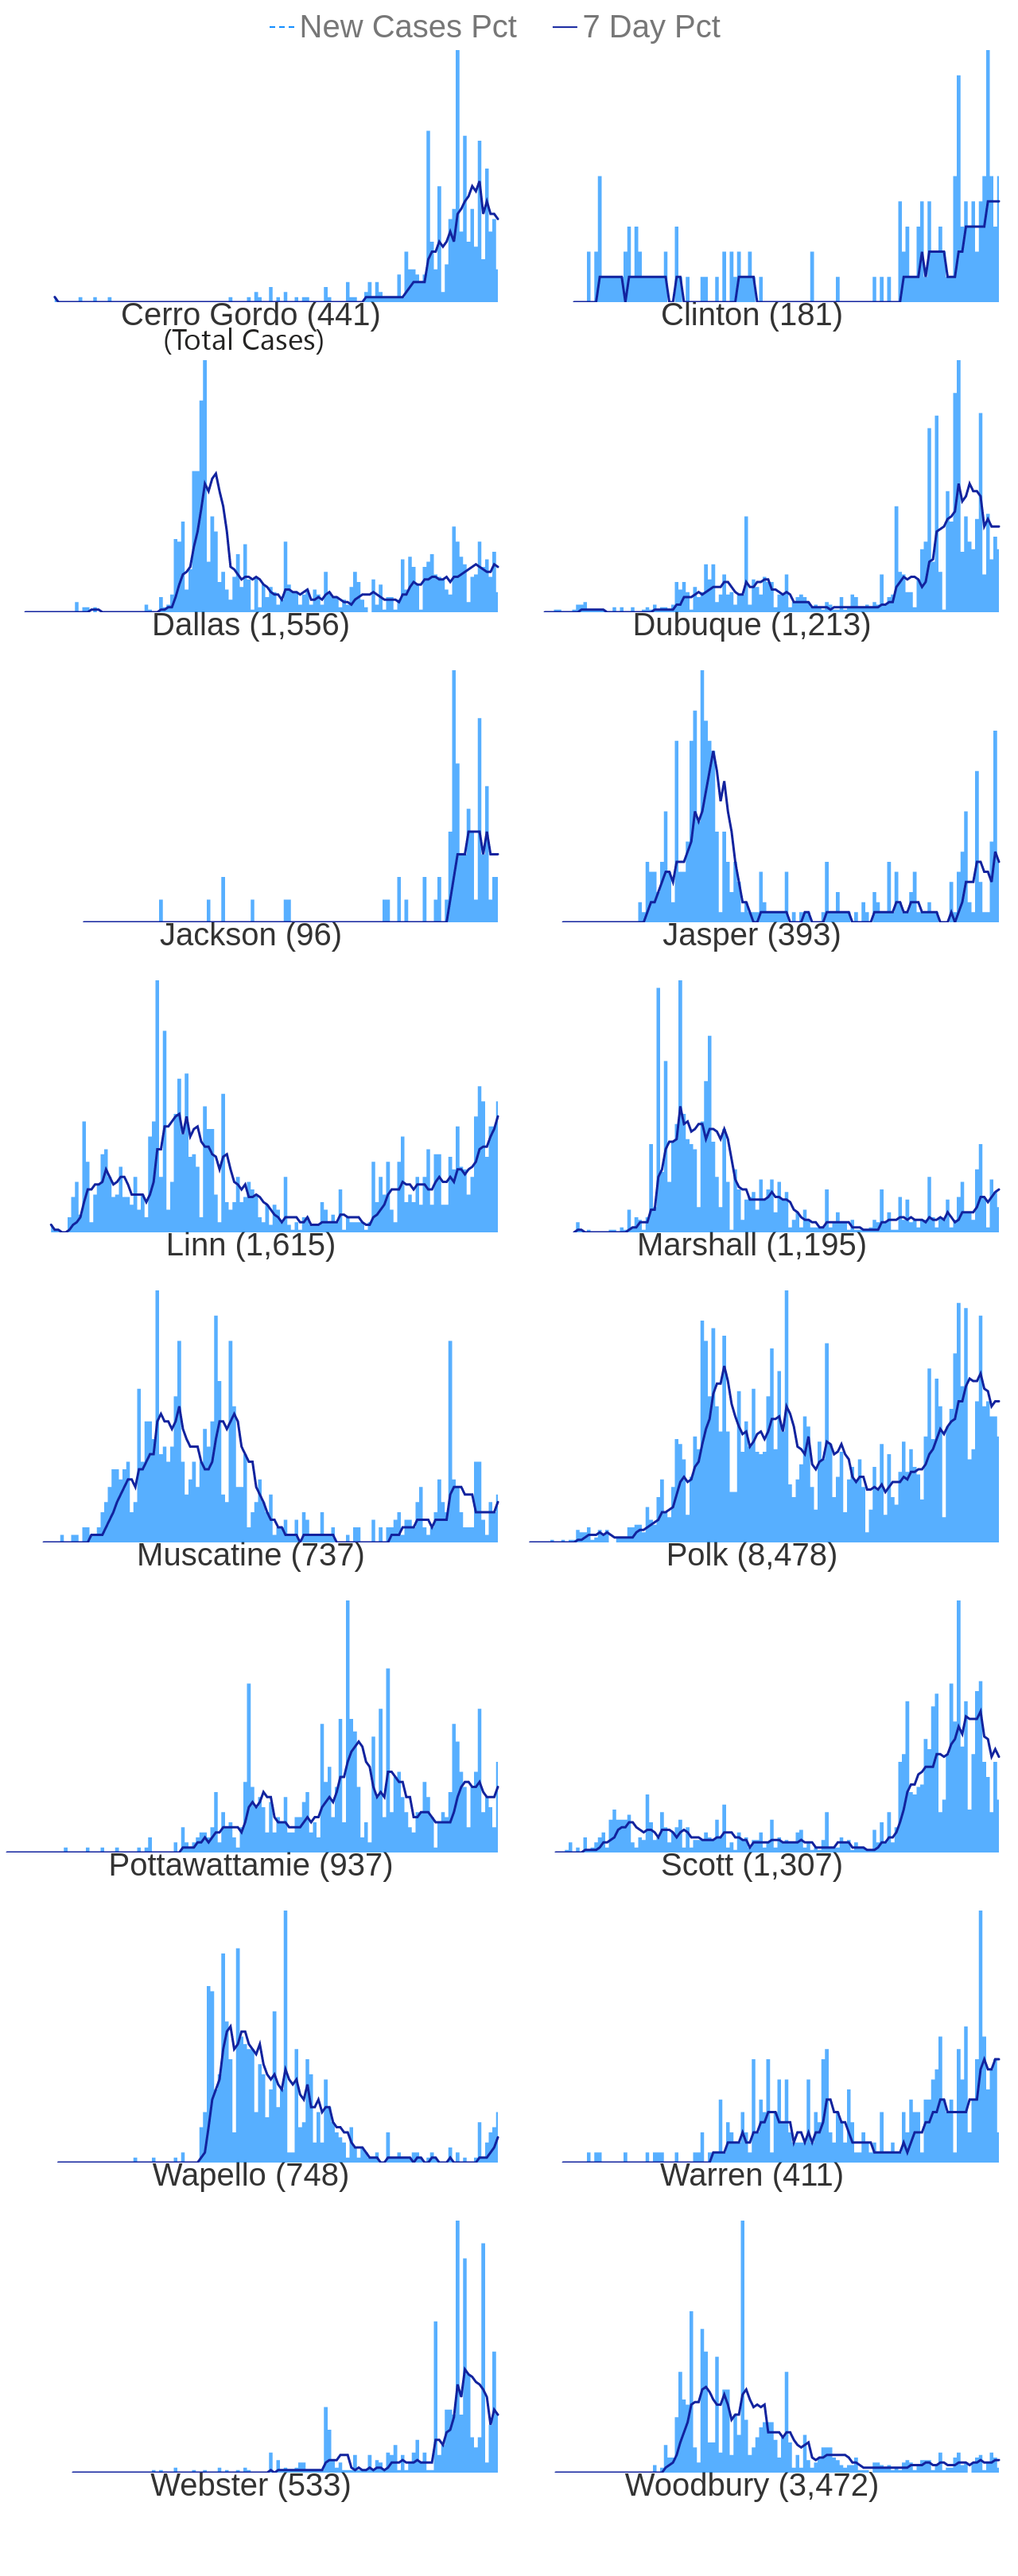 New Cases Pct 7 Day Pct
Cerro Gordo (441) Clinton (181)
(Total Cases)
Dallas (1,556) Dubuque (1,213)
Jackson (96) Jasper (393)
Linn (1,615) Marshall (1,195)
Muscatine (737) Polk (8,478)
Pottawattamie (937) Scott (1,307)
Wapello (748) Warren (411)
Webster (533) Woodbury (3,472)